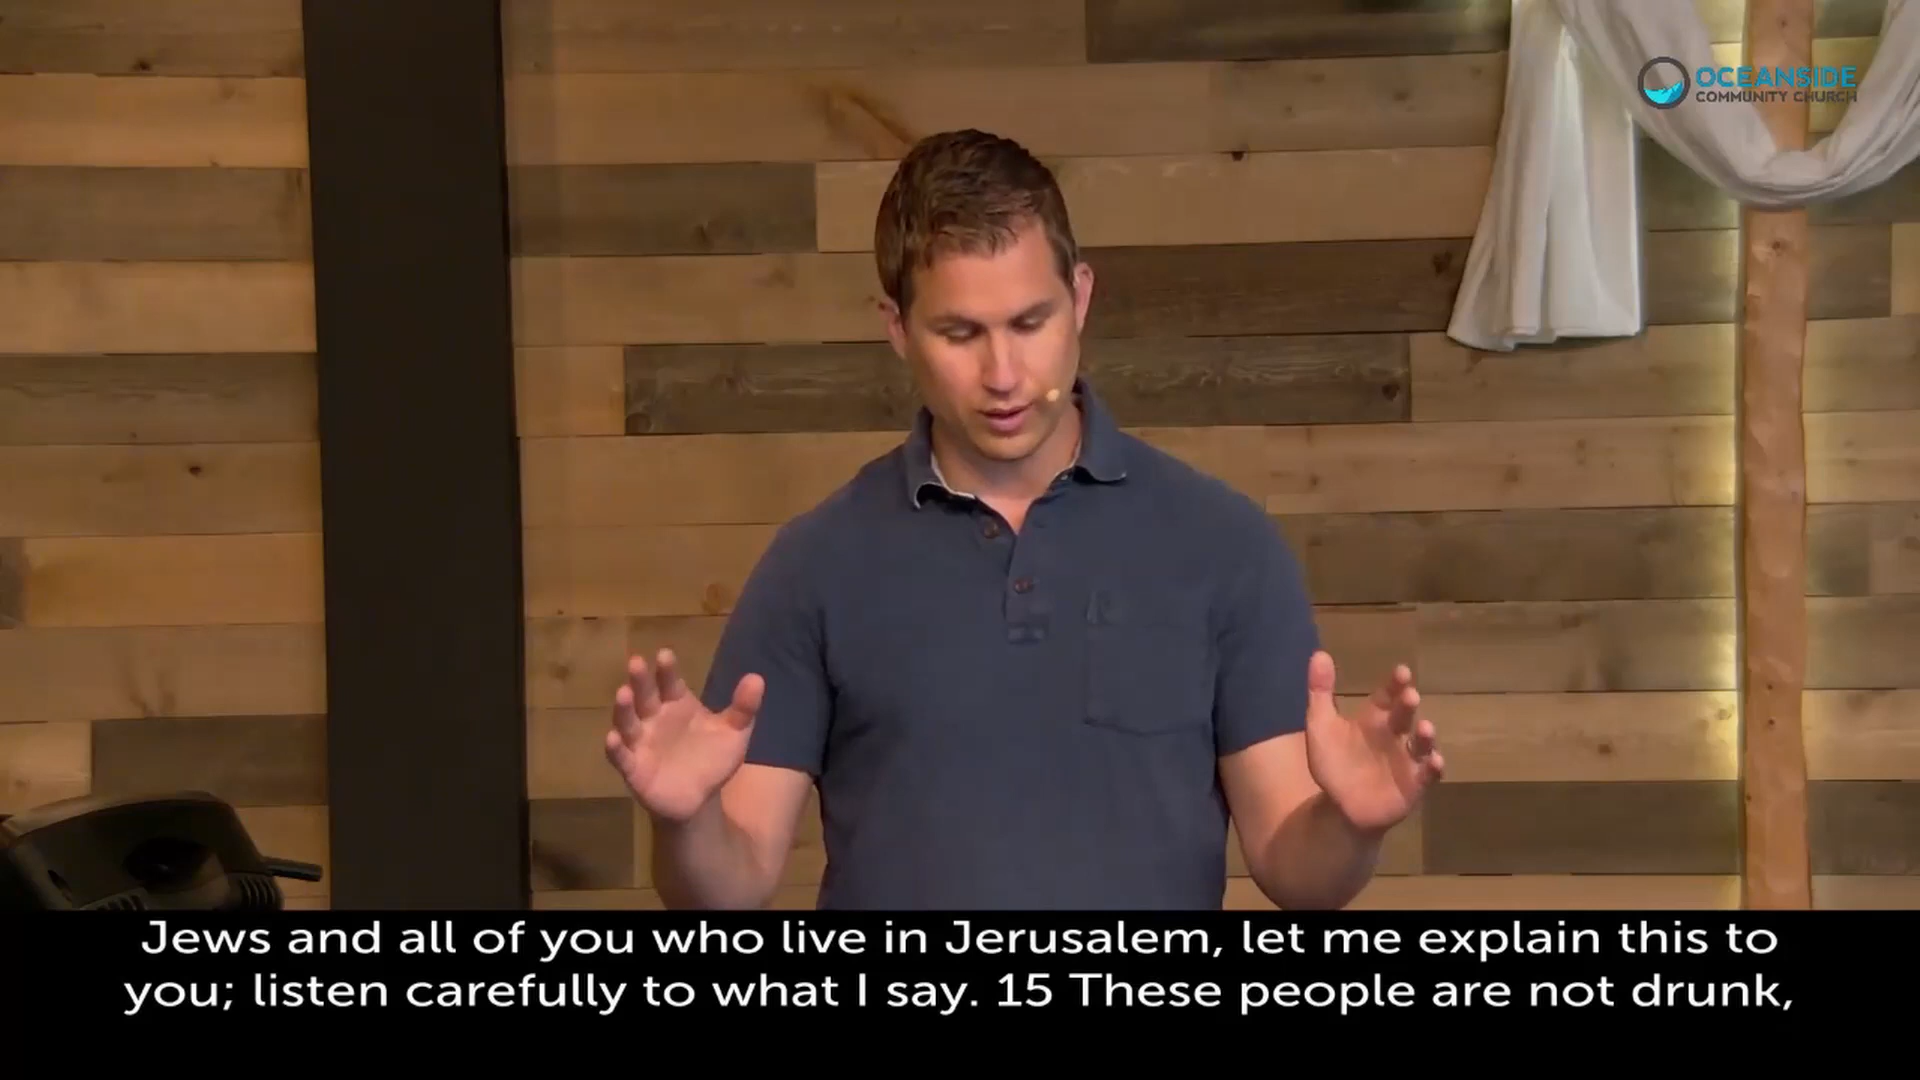 OCEANSIDE
COMMUNITY CHURCH
Jews and all of you who live in Jerusalem, let me explain this to
you; listen carefully to what I say. 15 These people are not drunk,